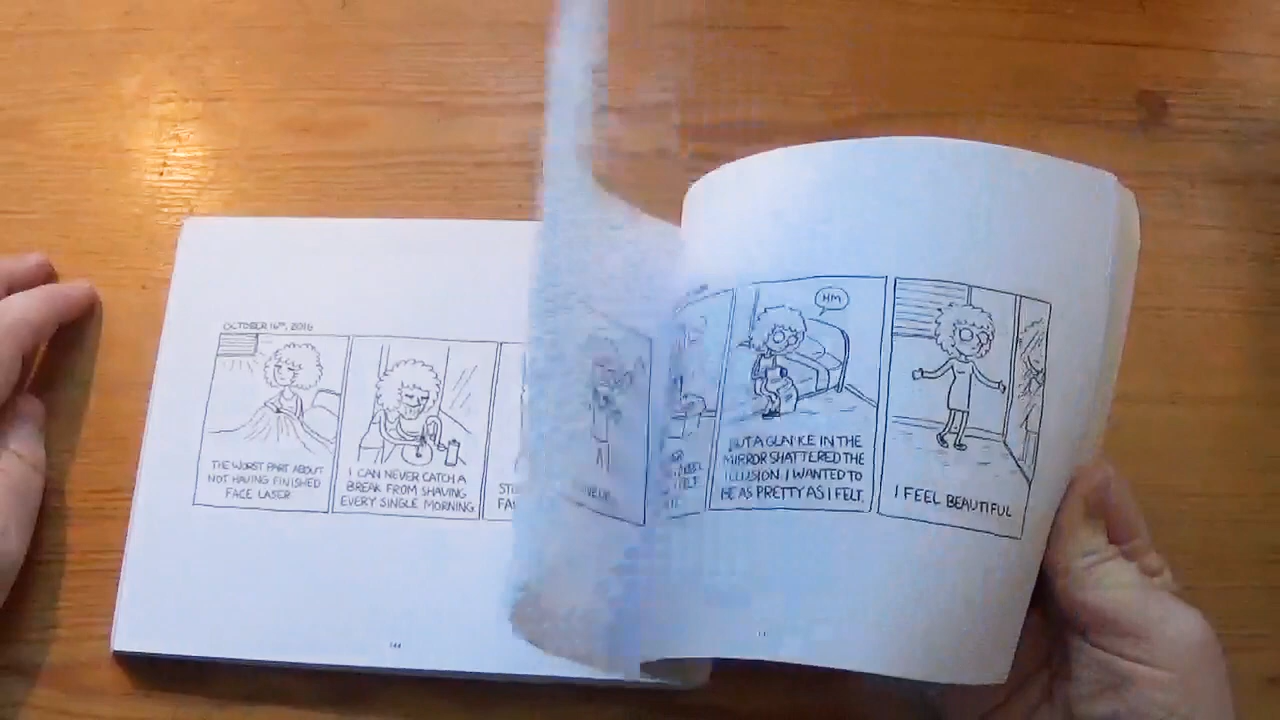 OCTOBER 16TH, 2016
THE WORST PART ABOUT
NOT HAVING FINISHED
FACE LASER
I CAN NEVER CATCH A
BREAK FROM SHAVING
EVERY SINGLE MORNING.
144
HM
BUT A GLANCE IN THE
MIRROR SHATTERED THE
ILLUSION. I WANTED TO
BE AS PRETTY AS I FELT.
I FEEL BEAUTIFUL